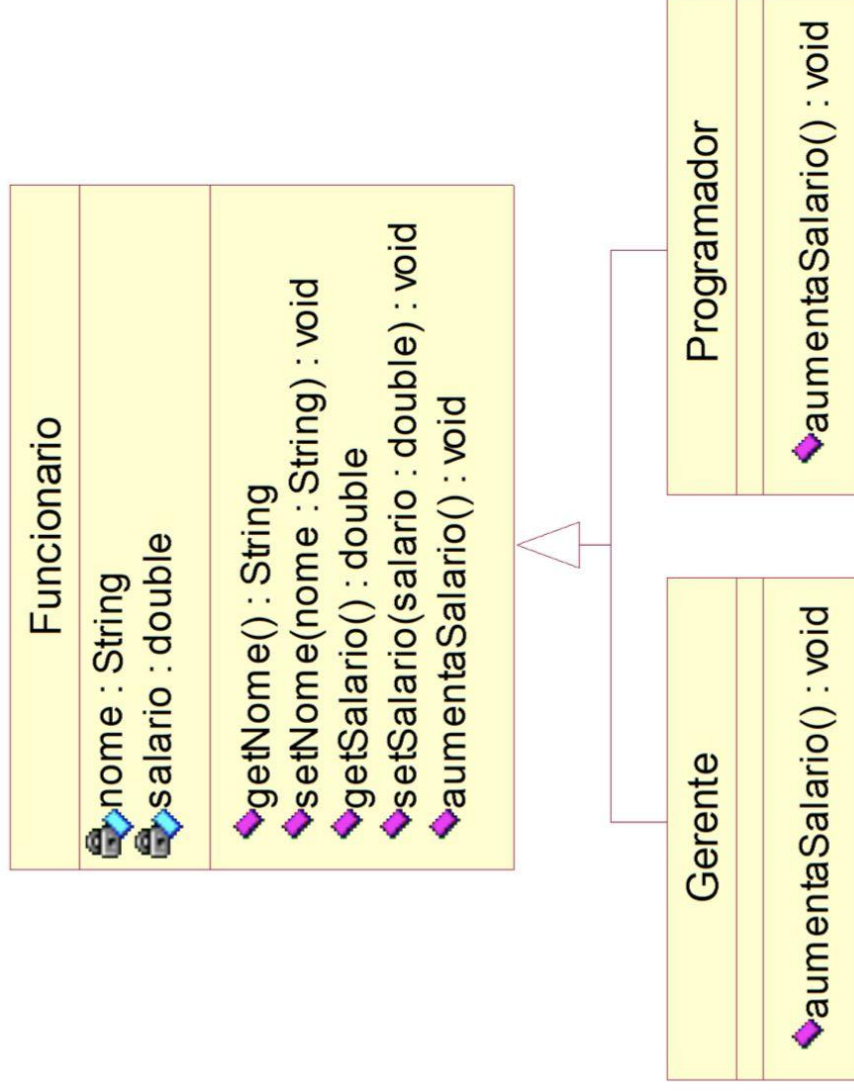 Funcionario
nome : String
salario : double
getNome() : String
setNome(nome : String) : void
getSalario() : double
setSalario(salario : double) : void
aumentaSalario() : void
Gerente
aumentaSalario() : void
Programador
aumentaSalario() : void